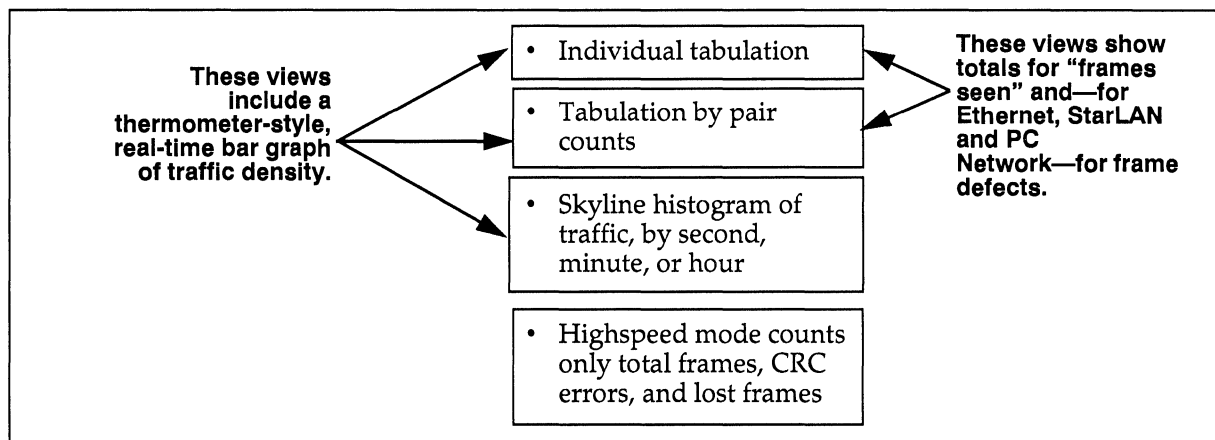 These views
include a
thermometer-style,
real-time bar graph
of traffic density.
• Individual tabulation
• Tabulation by pair
counts
• Skyline histogram of
traffic, by second,
minute, or hour
• Highspeed mode counts
only total frames, CRC
errors, and lost frames
These views show
totals for “frames
seen” and—for
Ethernet, StarLAN
and PC
Network—for frame
defects.